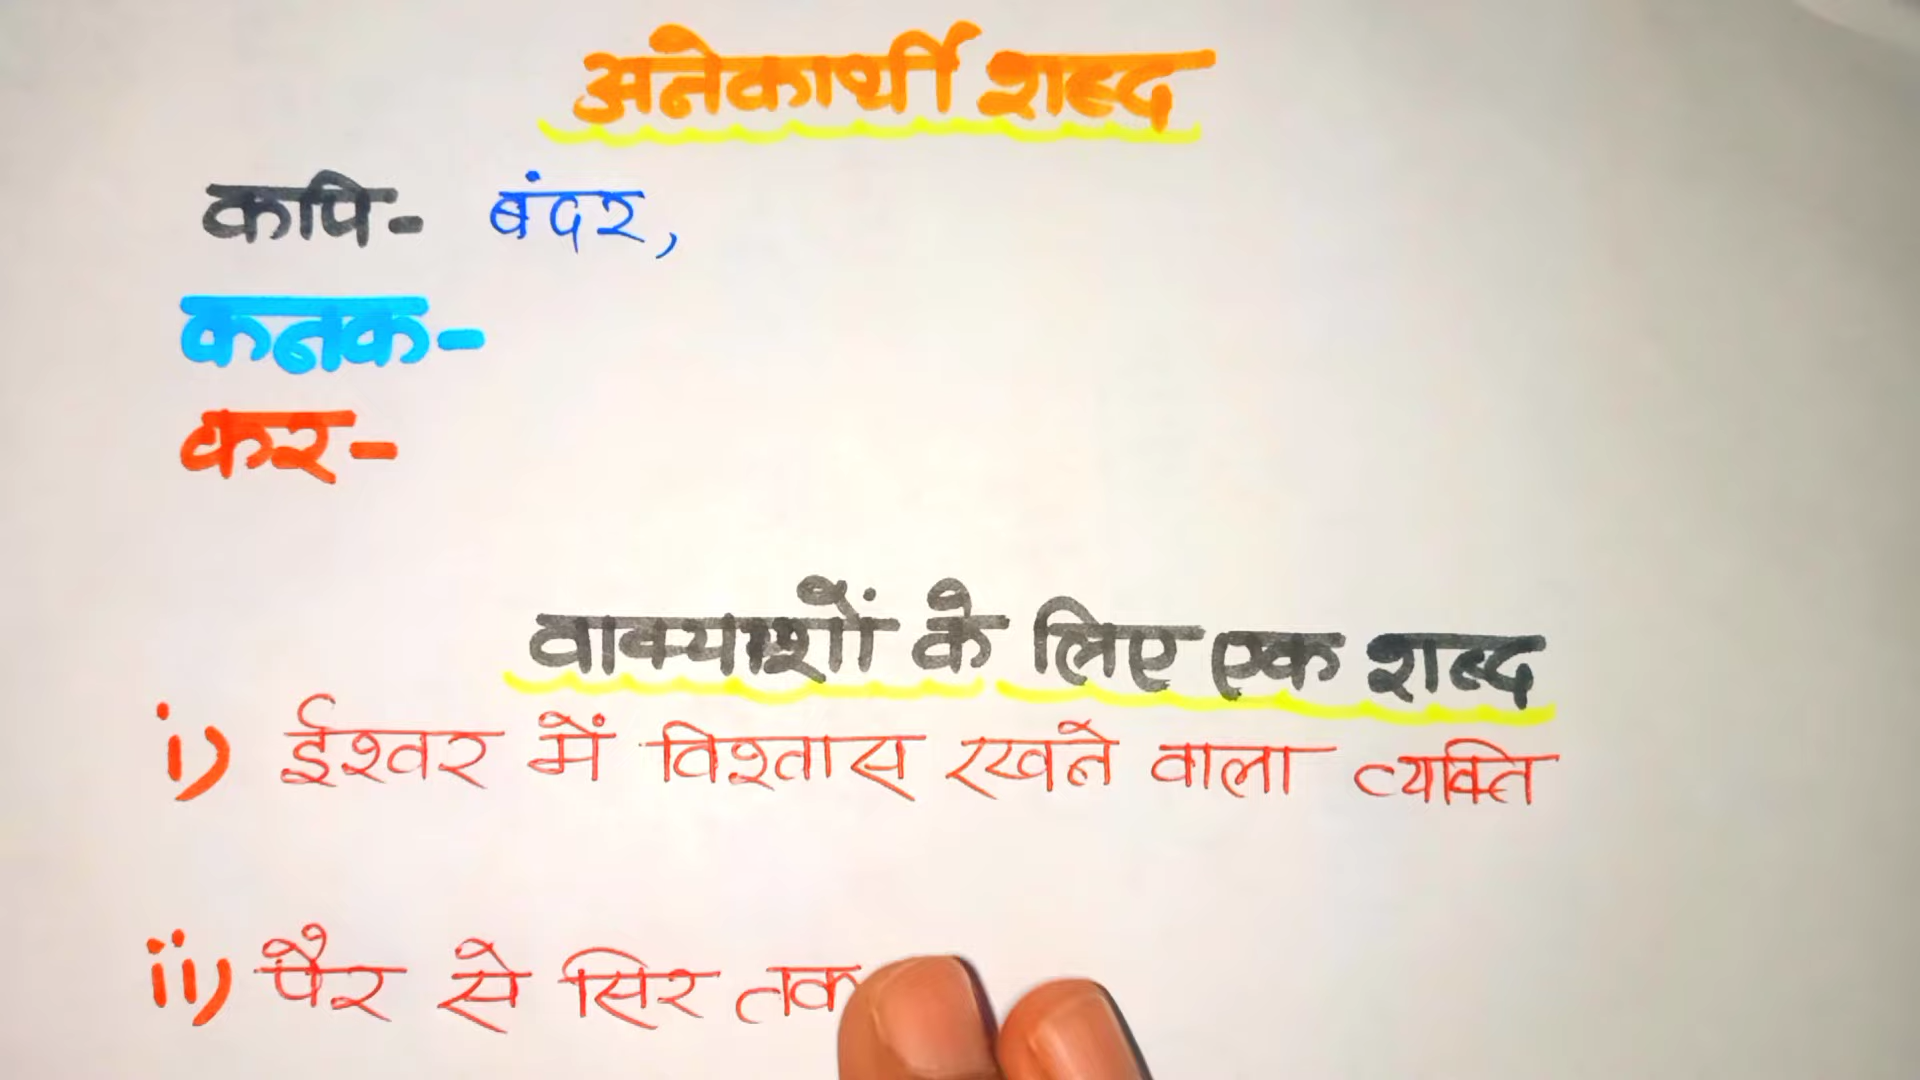 अनेकार्थी शब्द
कपि- बंदर,
कनक-
कर-
वाक्याशों के लिए एक शब्द
i) ईश्वर में विश्वास रखने वाला व्यक्ति
ii) पैर से सिर तक